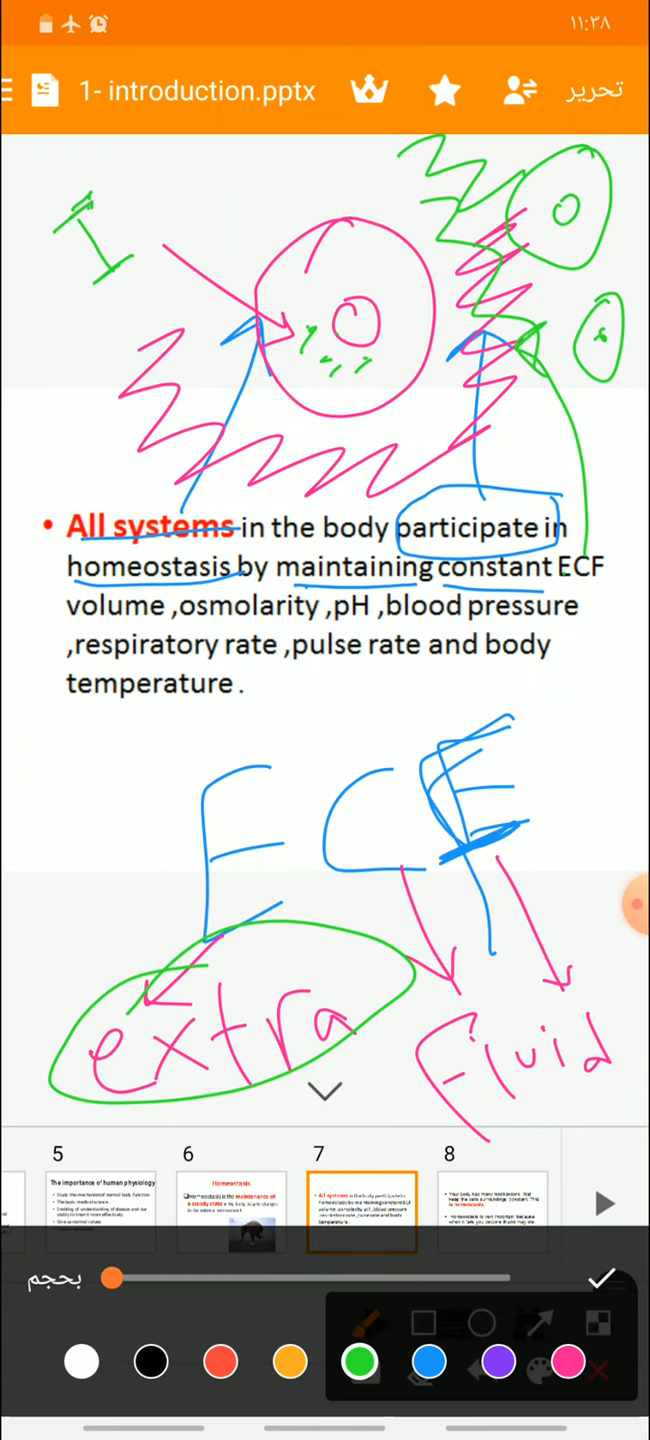 ١١:٣٨
1- introduction.pptx
تحرير
I
• All systems in the body participate in
homeostasis by maintaining constant ECF
volume ,osmolarity ,pH ,blood pressure
,respiratory rate ,pulse rate and body
temperature .
ECF
extra
Fluid
5 6 7 8
The importance of human physiology
Homeostasis
بحجم